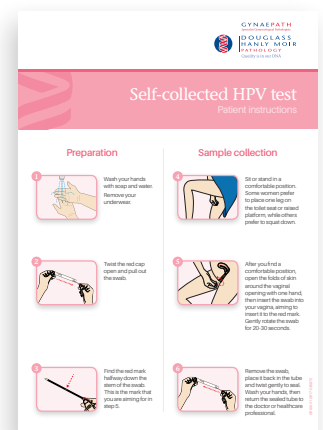 GYNAEPATH
DOUGLASS
HANLY MOIR
PATHOLOGY
Quality is in our DNA
Self-collected HPV test
Patient instructions
Preparation
1
Wash your hands
with soap and water.
Remove your
underwear.
2
Twist the red cap
open and pull out
the swab.
3
Find the red mark
halfway down the
stem of the swab.
This is the mark that
you are aiming for in
step 5.
Sample collection
4
Sit or stand in a
comfortable position.
Some women prefer
to place one leg on
the toilet seat or raised
platform, while others
prefer to squat down.
5
After you find a
comfortable position,
open the folds of skin
around the vaginal
opening with one hand,
then insert the swab into
your vagina, aiming to
insert it to the red mark.
Gently rotate the swab
for 20-30 seconds.
6
Remove the swab,
place it back in the tube
and twist gently to seal.
Wash your hands, then
return the sealed tube to
the doctor or healthcare
professional.